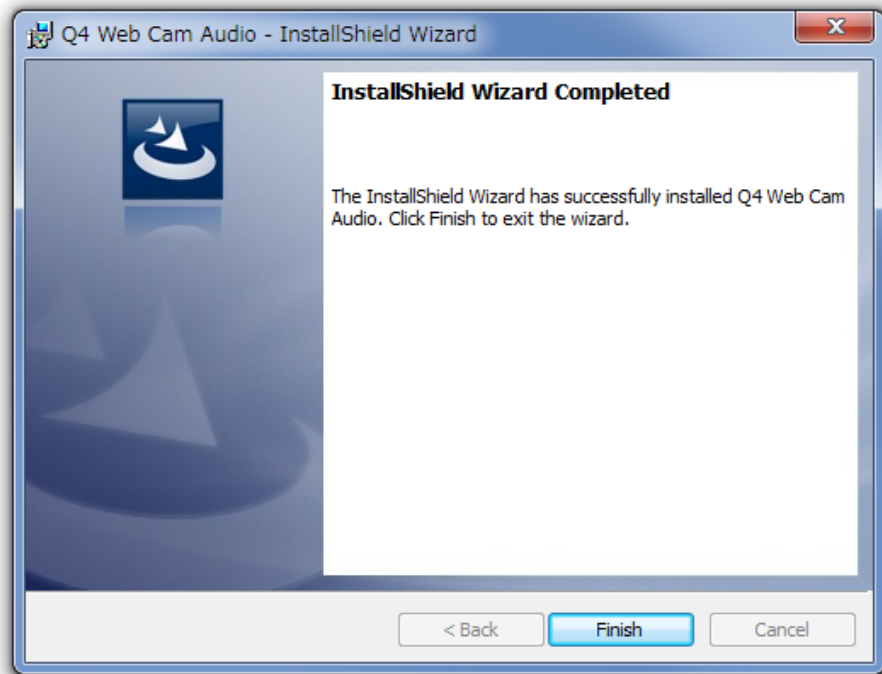 Q4 Web Cam Audio - InstallShield Wizard
InstallShield Wizard Completed
The InstallShield Wizard has successfully installed Q4 Web Cam
Audio. Click Finish to exit the wizard.
< Back
Finish
Cancel